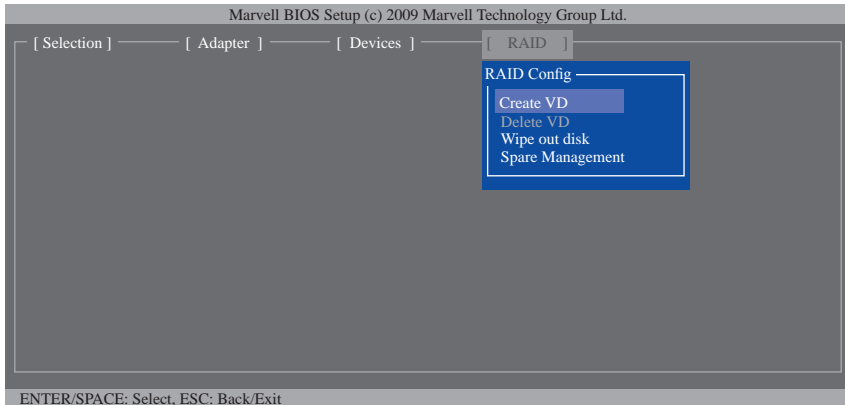 Marvell BIOS Setup (c) 2009 Marvell Technology Group Ltd.
[ Selection ] [ Adapter ] [ Devices ] [ RAID ]
RAID Config
Create VD
Delete VD
Wipe out disk
Spare Management
ENTER/SPACE: Select, ESC: Back/Exit